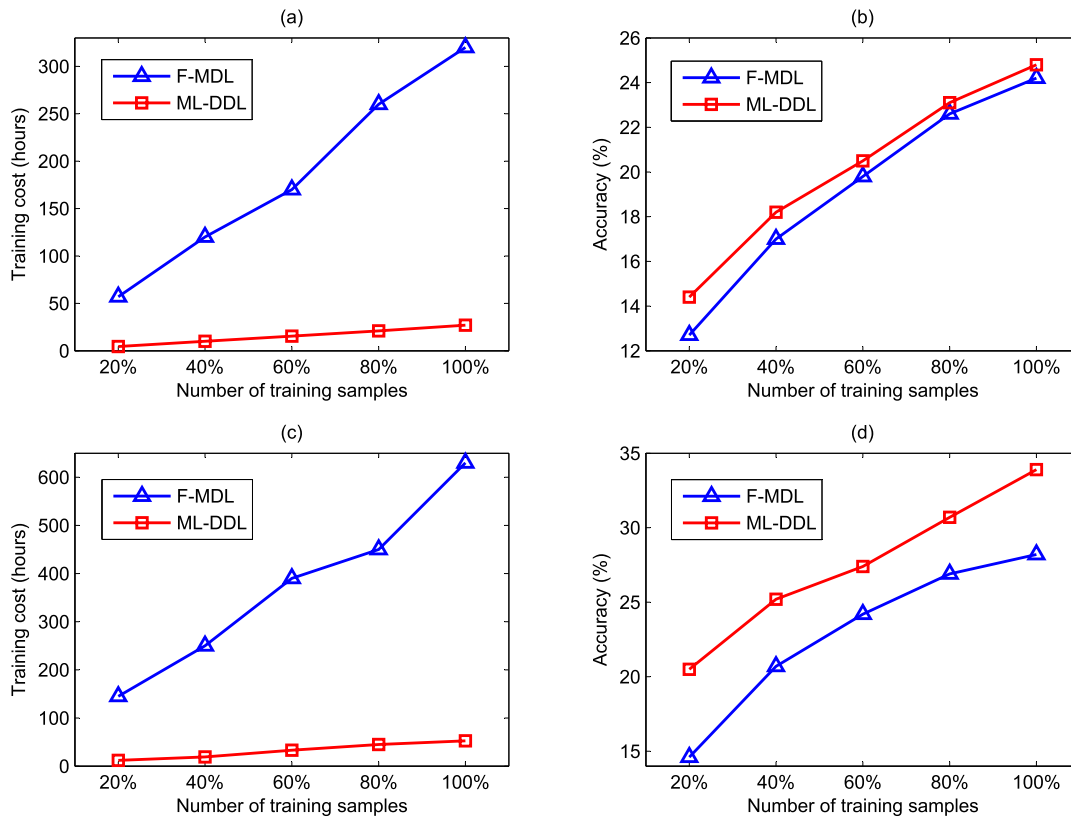 (a)
300
250
200
150
100
50
0
Training cost (hours)
F-MDL
ML-DDL
20% 40% 60% 80% 100%
Number of training samples
(b)
26
24
22
20
18
16
14
12
Accuracy (%)
F-MDL
ML-DDL
20% 40% 60% 80% 100%
Number of training samples
(c)
600
500
400
300
200
100
0
Training cost (hours)
F-MDL
ML-DDL
20% 40% 60% 80% 100%
Number of training samples
(d)
35
30
25
20
15
Accuracy (%)
F-MDL
ML-DDL
20% 40% 60% 80% 100%
Number of training samples